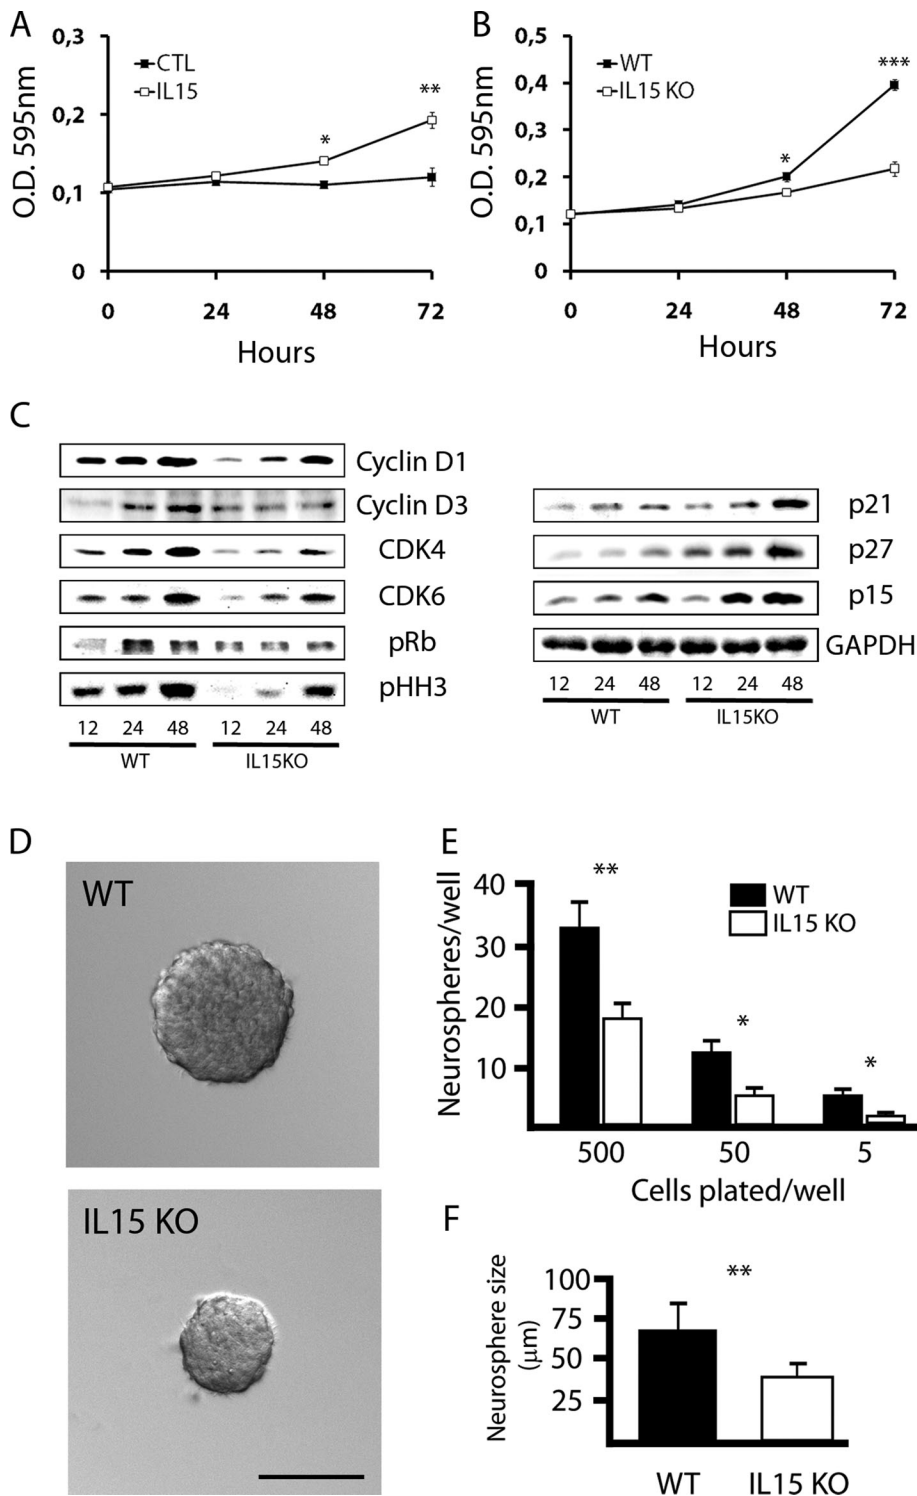 A
B
0,3
0,2
0,1
0
O.D. 595nm
CTL
IL15
*
**
0 24 48 72
Hours
0,5
0,4
0,3
0,2
0,1
0
O.D. 595nm
WT
IL15 KO
*
***
0 24 48 72
Hours
C
Cyclin D1
Cyclin D3
CDK4
CDK6
pRb
pHH3
12 24 48 12 24 48
WT IL15KO
p21
p27
p15
GAPDH
12 24 48 12 24 48
WT IL15KO
D
WT
IL15 KO
E
Neurospheres/well
40
30
20
10
**
*
*
WT
IL15 KO
500 50 5
Cells plated/well
F
Neurosphere size
(μm)
100
75
50
25
**
WT IL15 KO